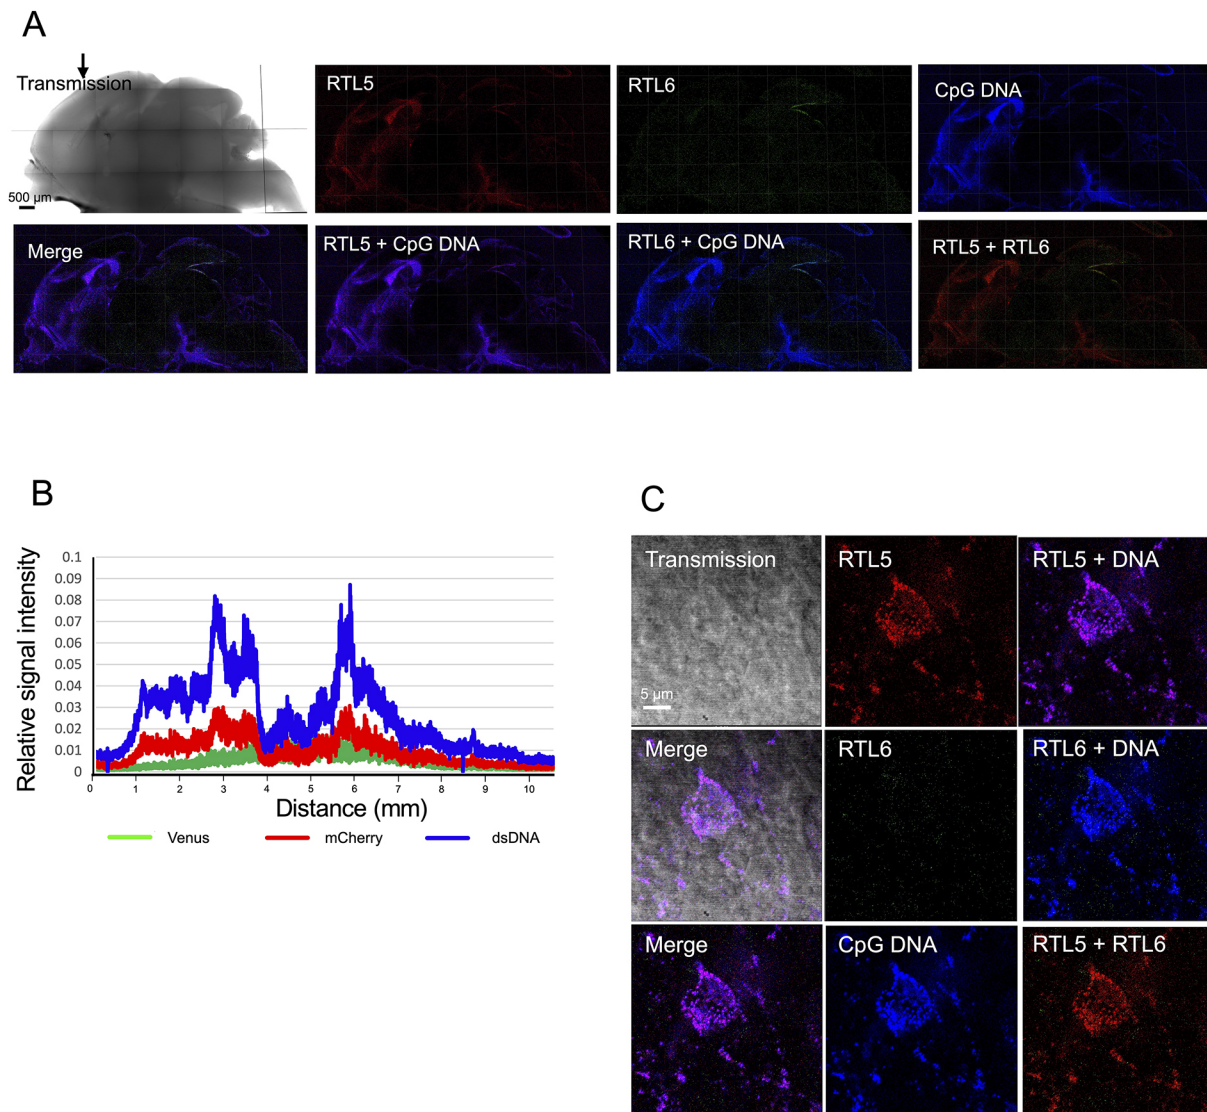 A
Transmission
500 µm
RTL5
RTL6
CpG DNA
Merge
RTL5 + CpG DNA
RTL6 + CpG DNA
RTL5 + RTL6
B
Relative signal intensity
0.1
0.09
0.08
0.07
0.06
0.05
0.04
0.03
0.02
0.01
0
0 1 2 3 4 5 6 7 8 9 10
Distance (mm)
Venus mCherry dsDNA
C
Transmission
5 µm
RTL5
RTL5 + DNA
Merge
RTL6
RTL6 + DNA
Merge
CpG DNA
RTL5 + RTL6